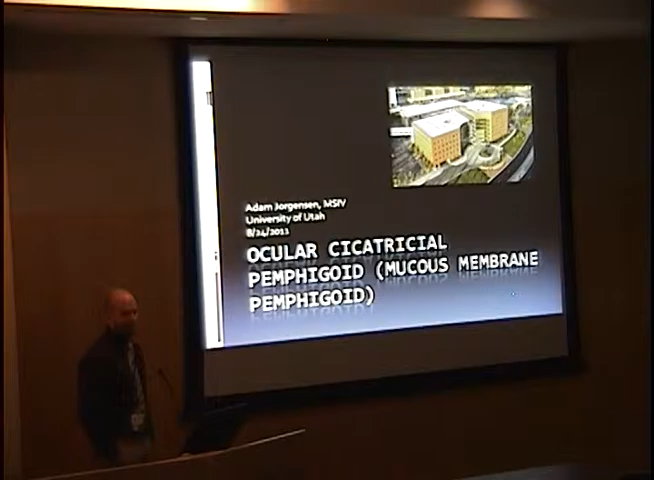 Adam Jorgensen, MSIV
University of Utah
8/24/2011
OCULAR CICATRICIAL
PEMPHIGOID (MUCOUS MEMBRANE
PEMPHIGOID)